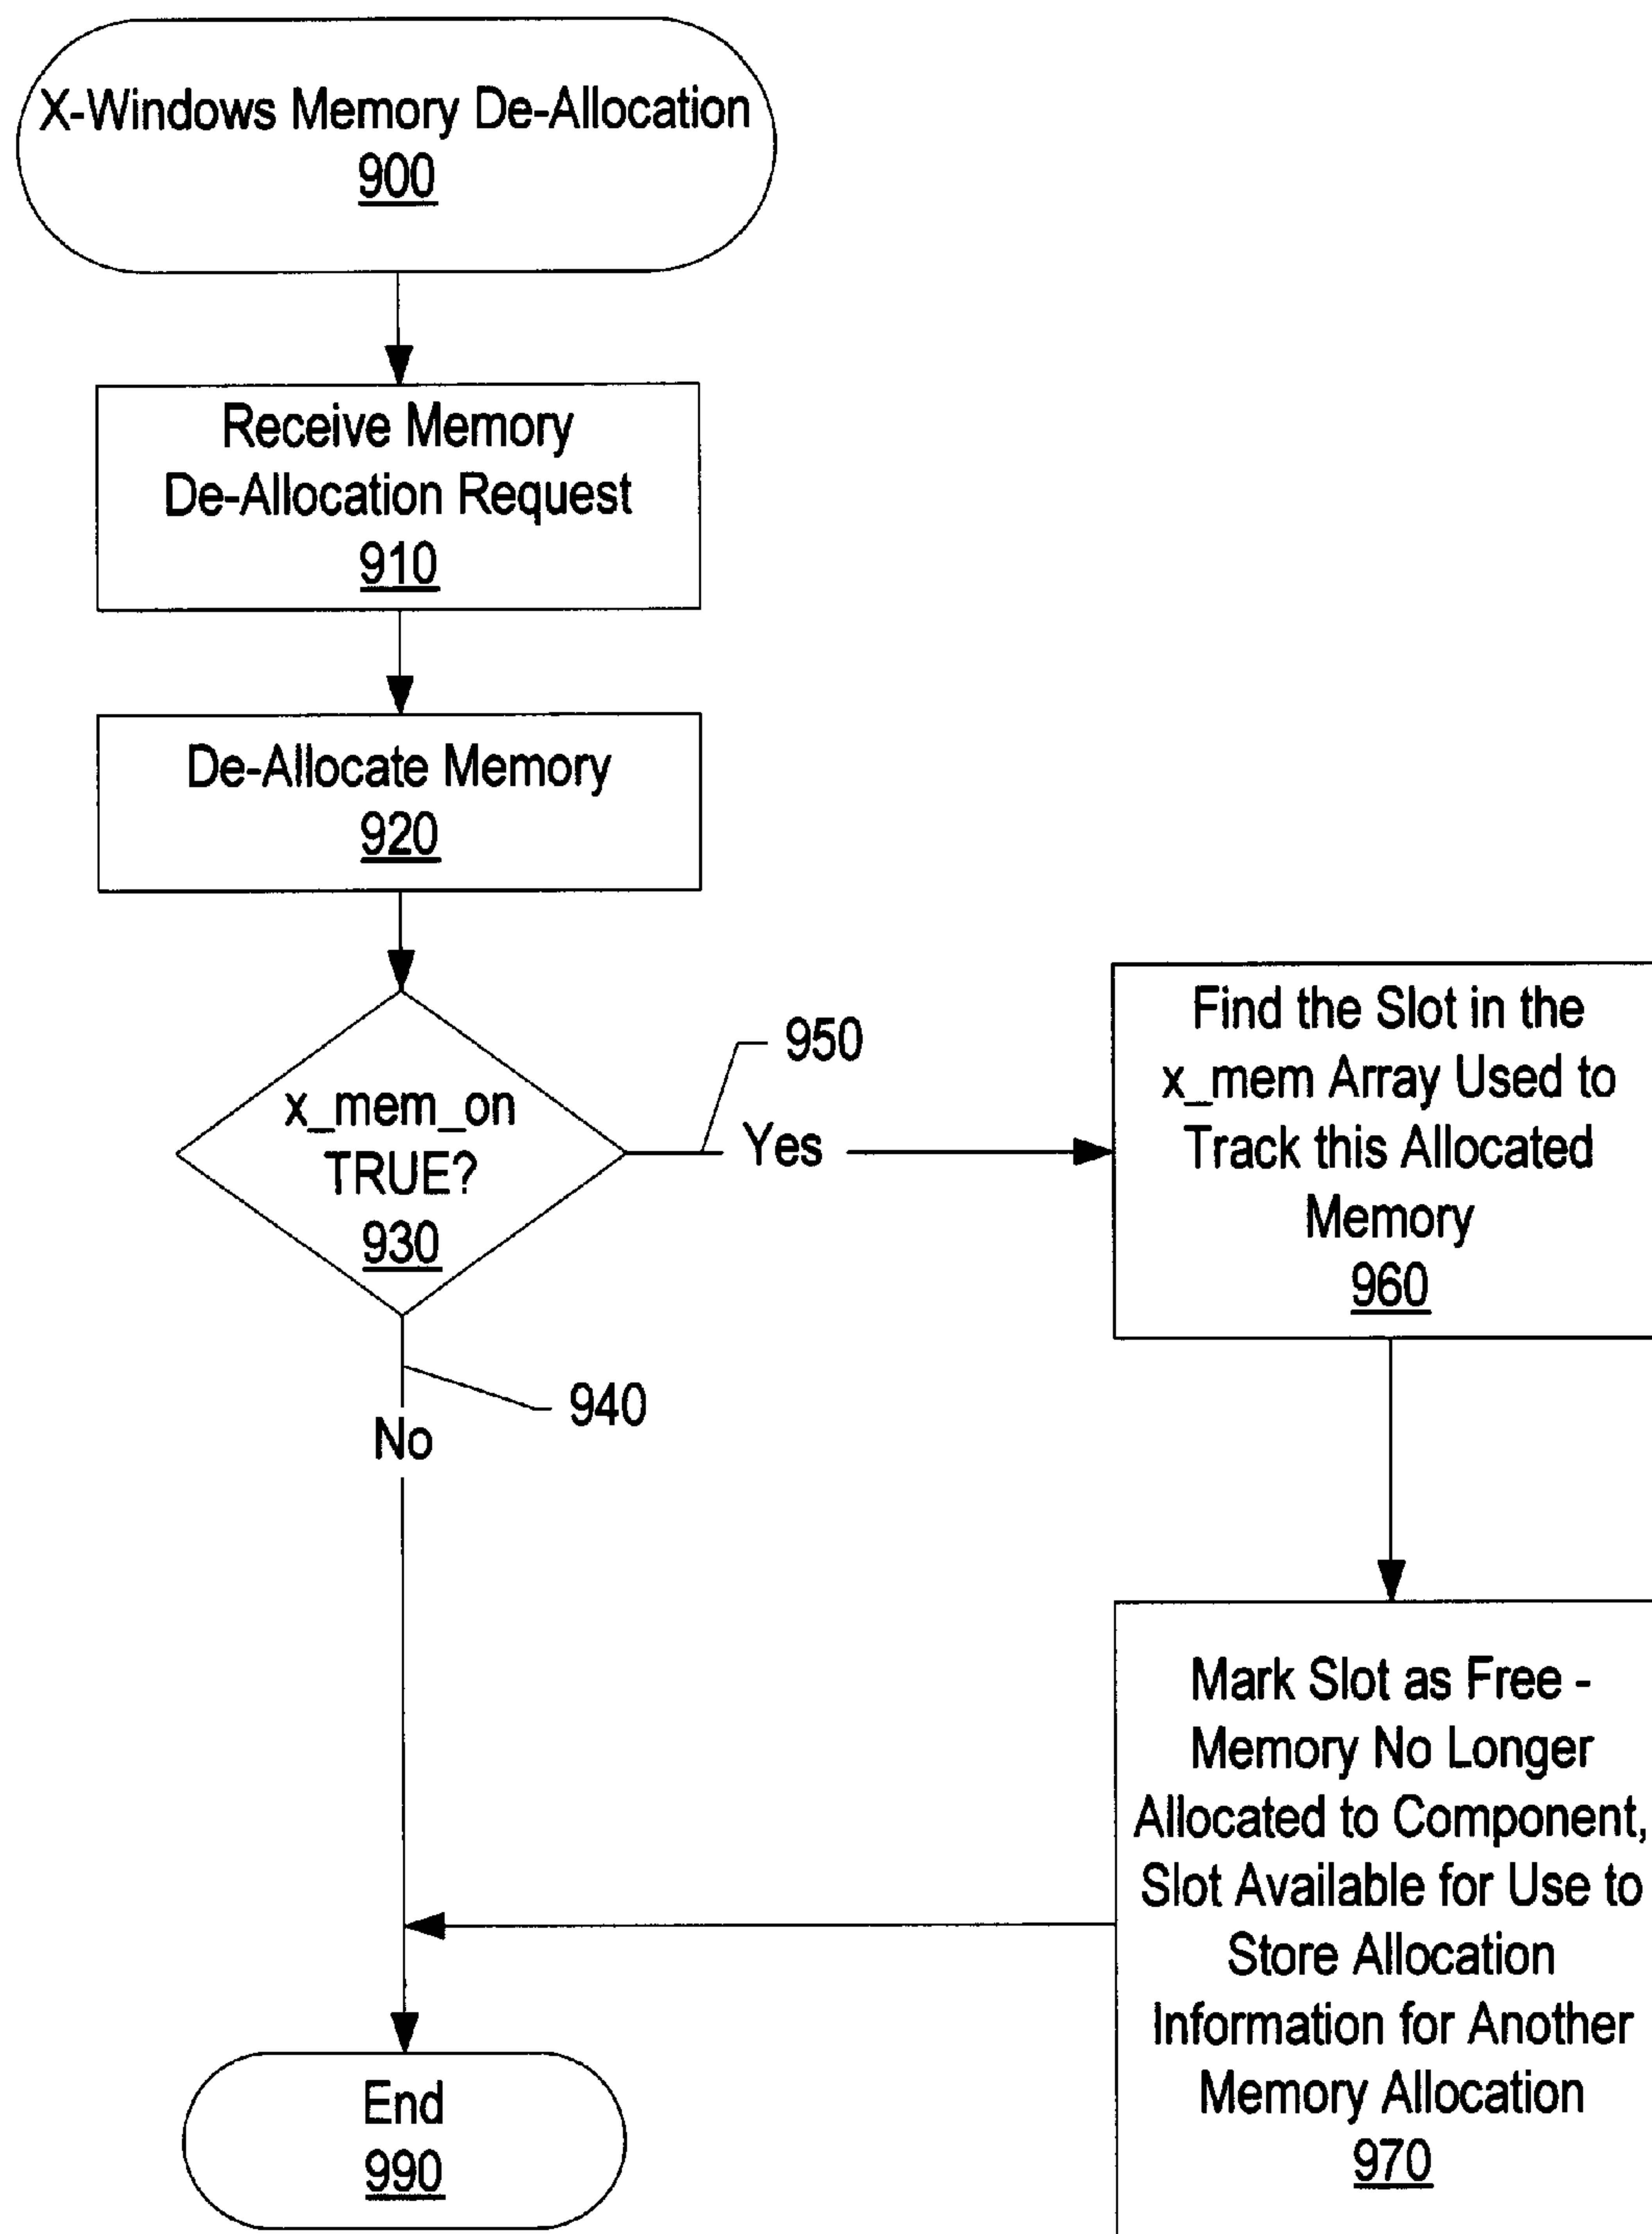 X-Windows Memory De-Allocation
900
Receive Memory
De-Allocation Request
910
De-Allocate Memory
920
x_mem_on
TRUE?
930
950
Yes
940
No
Find the Slot in the
x_mem Array Used to
Track this Allocated
Memory
960
Mark Slot as Free -
Memory No Longer
Allocated to Component,
Slot Available for Use to
Store Allocation
Information for Another
Memory Allocation
970
End
990